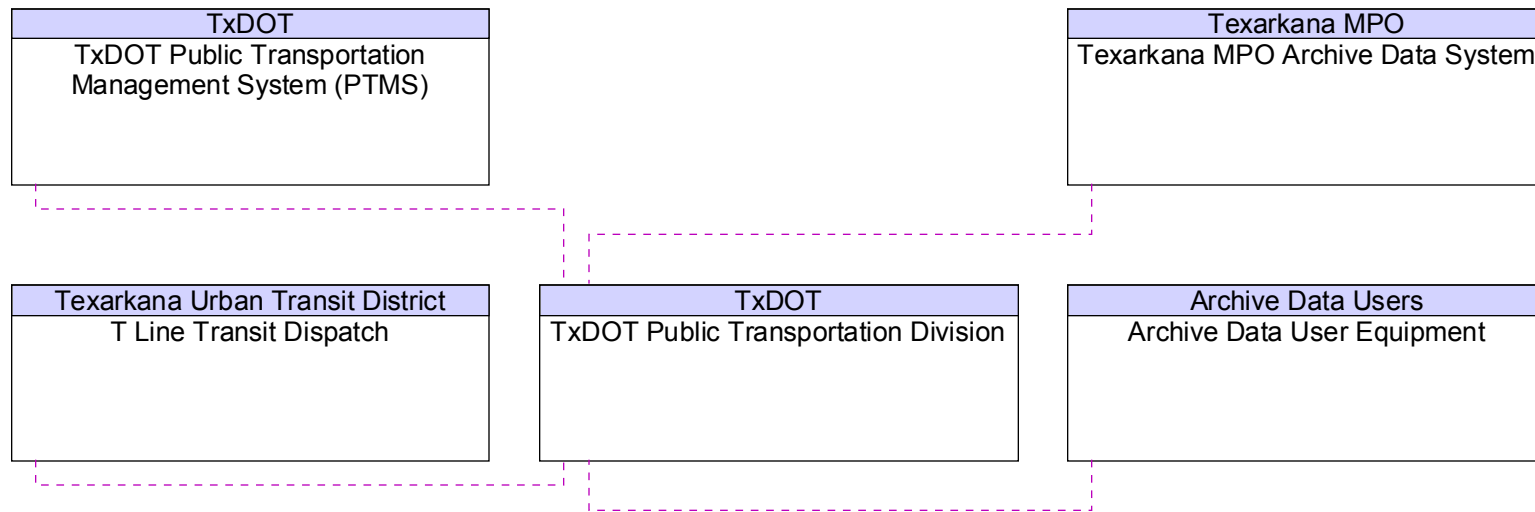 TxDOT
TxDOT Public Transportation
Management System (PTMS)
Texarkana MPO
Texarkana MPO Archive Data System
Texarkana Urban Transit District
T Line Transit Dispatch
TxDOT
TxDOT Public Transportation Division
Archive Data Users
Archive Data User Equipment